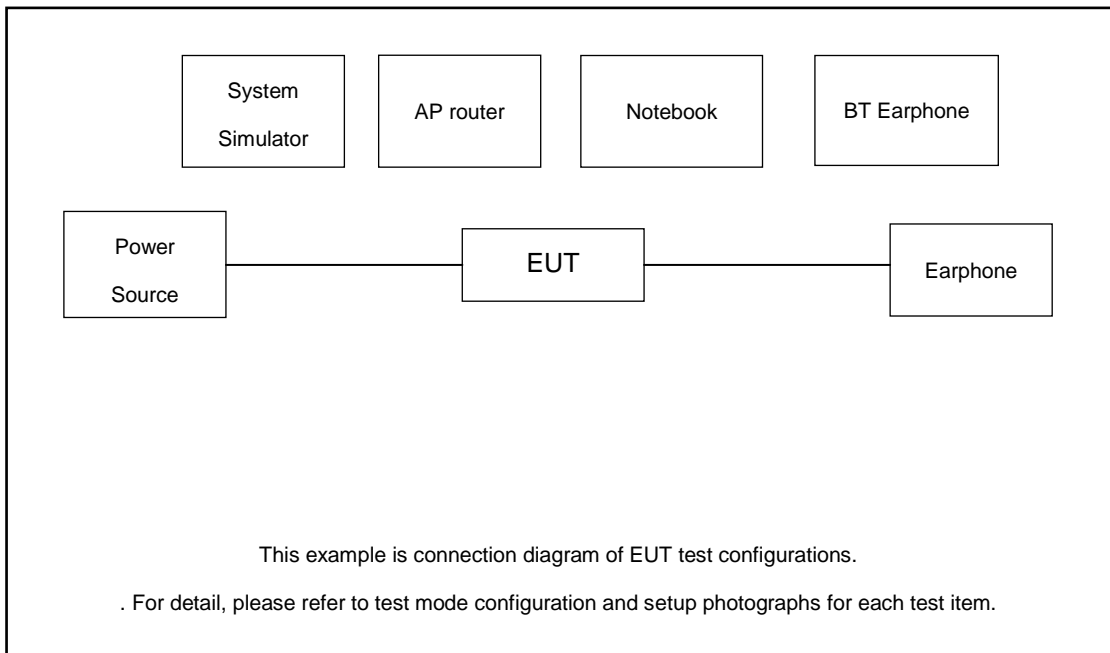 System
Simulator
AP router
Notebook
BT Earphone
Power
Source
EUT
Earphone
This example is connection diagram of EUT test configurations.
. For detail, please refer to test mode configuration and setup photographs for each test item.